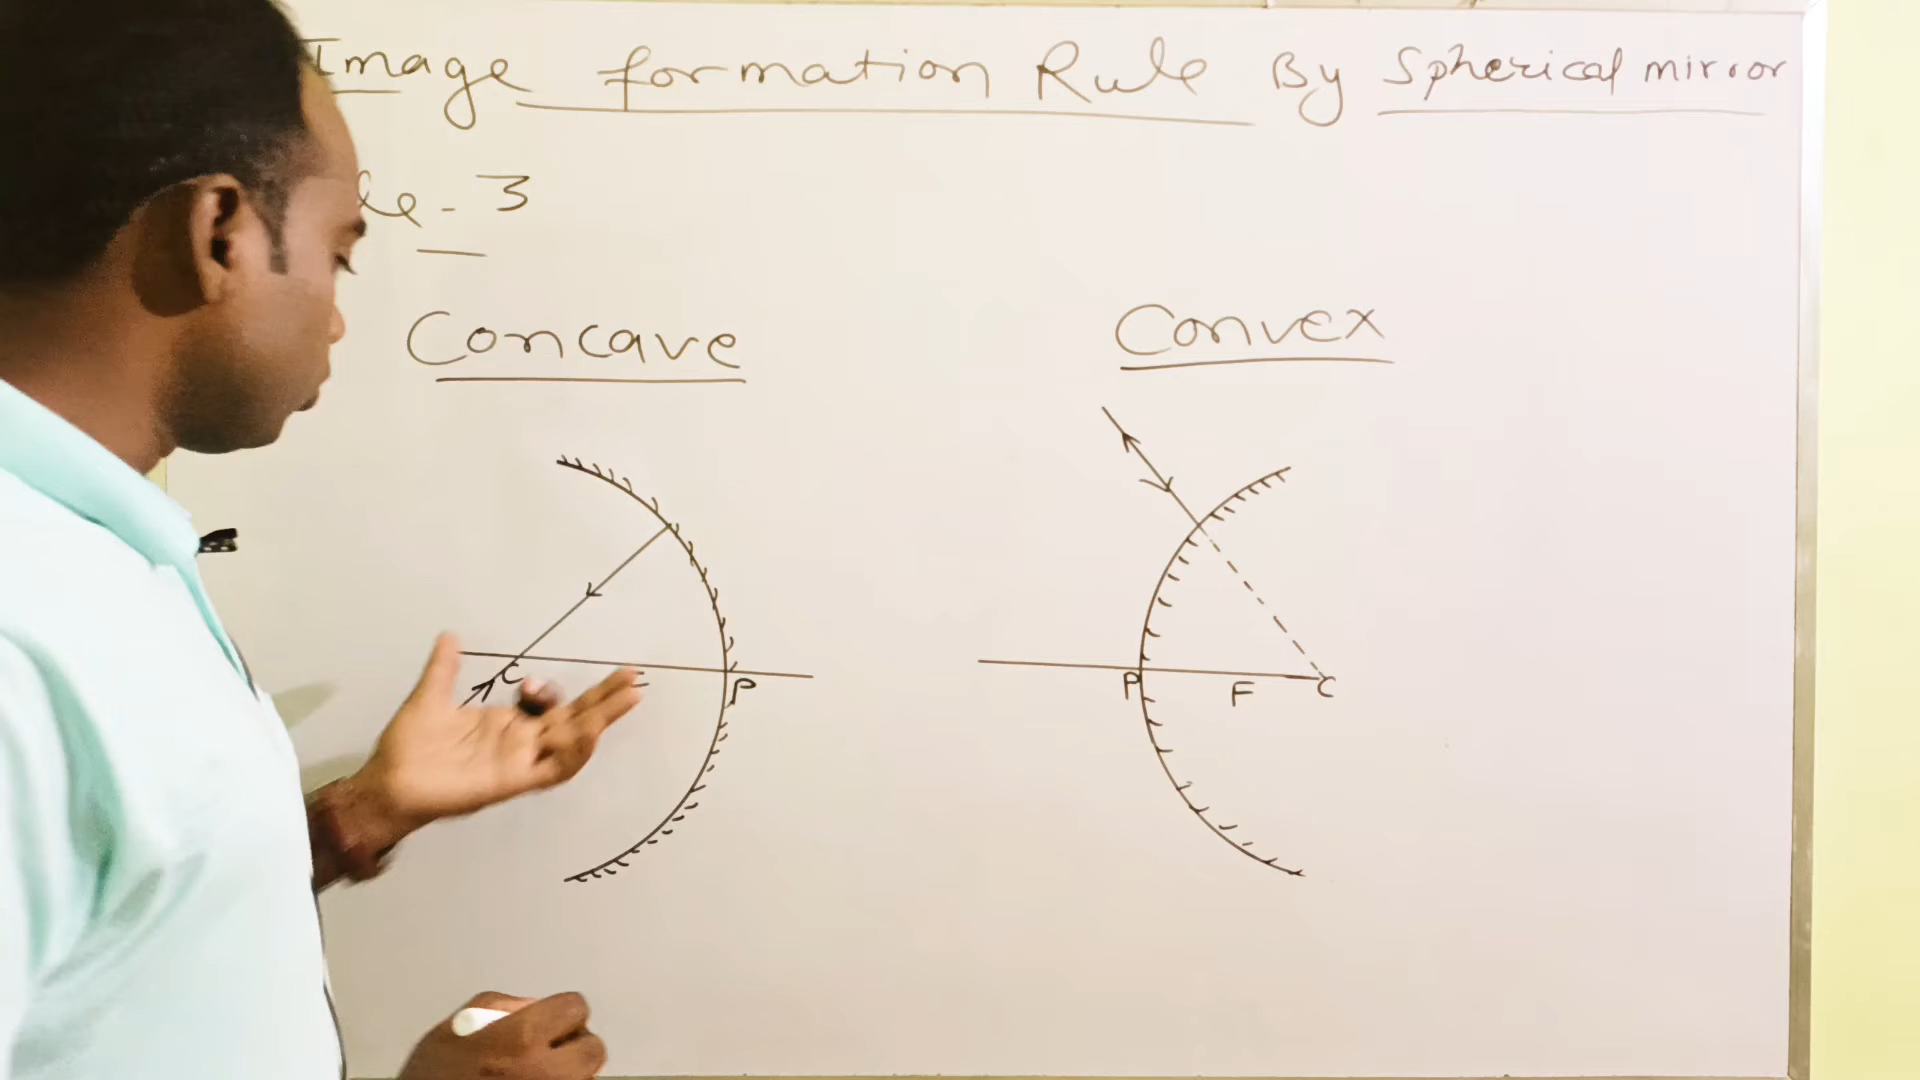 Image formation Rule By Spherical mirror
- 3
Concave
Convex
C P
P F C